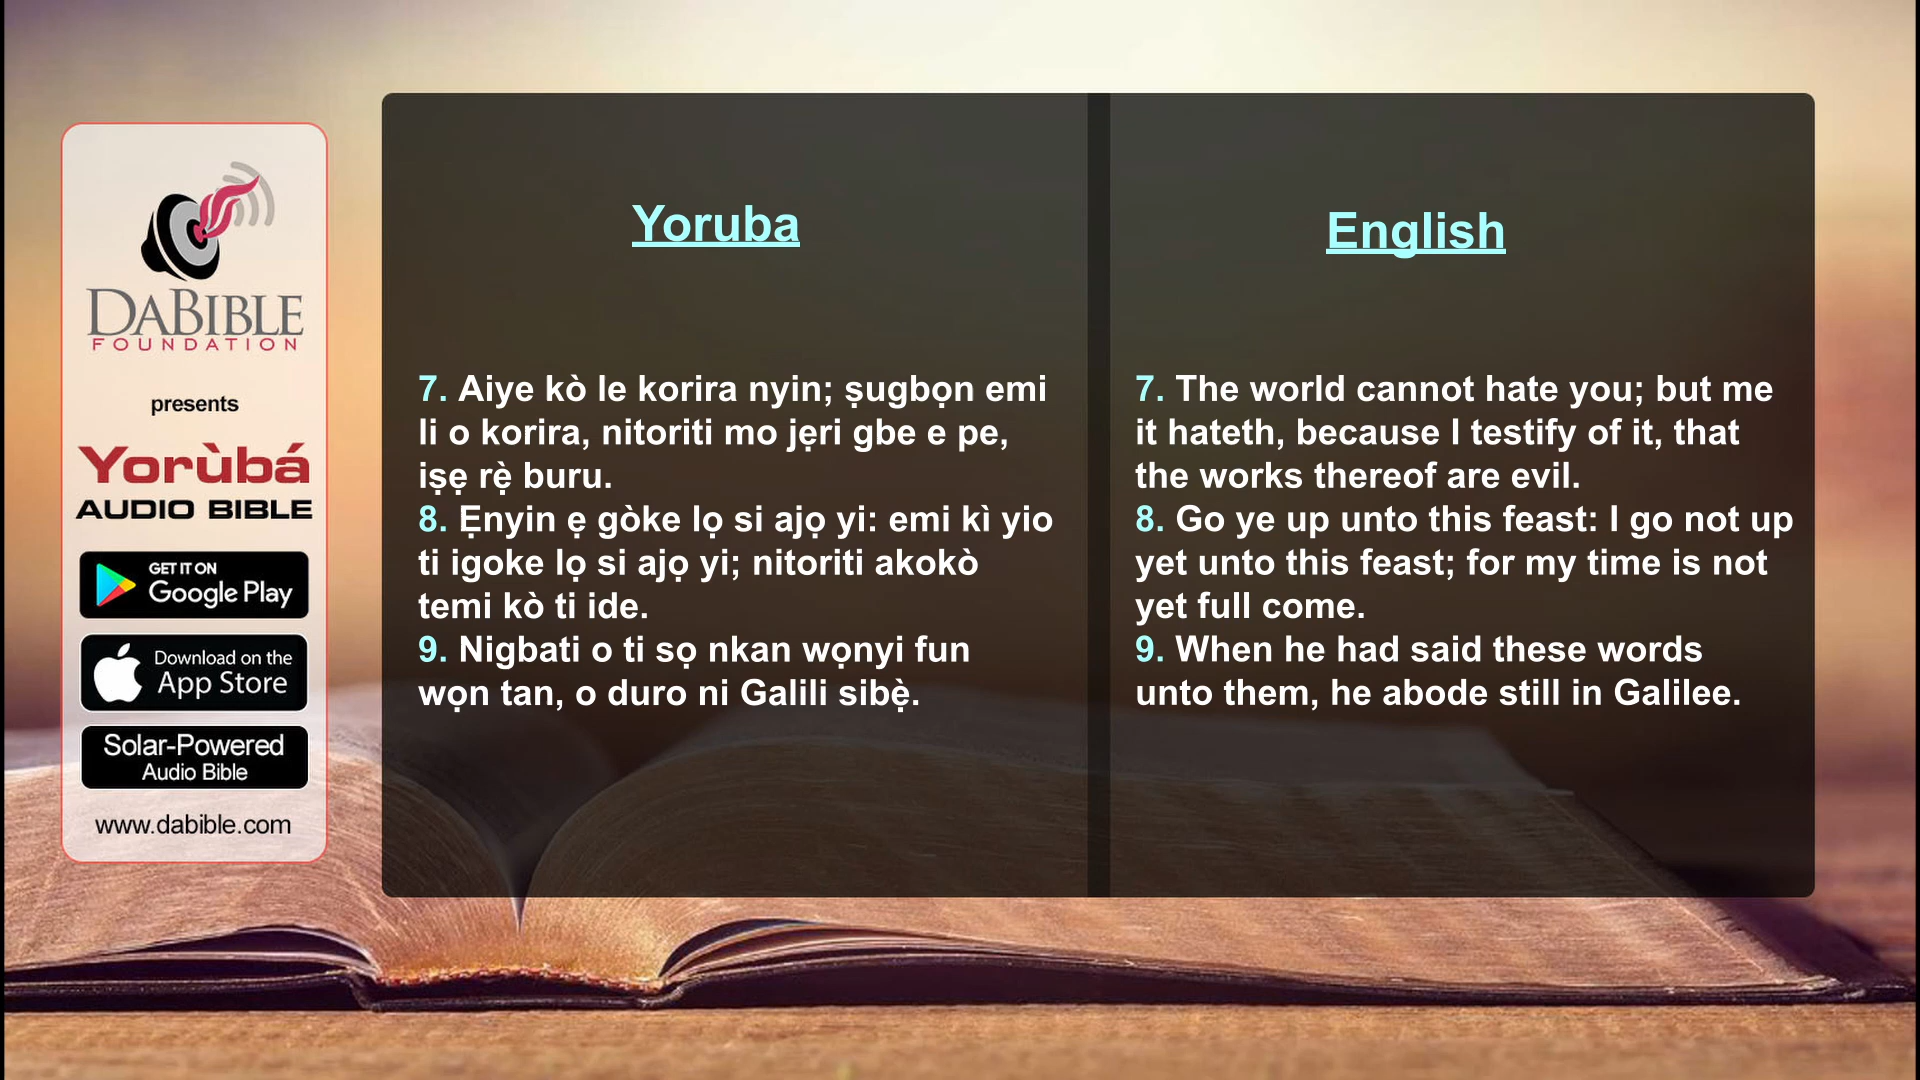 DABIBLE
FOUNDATION
presents
Yorùbá
AUDIO BIBLE
GET IT ON
Google Play
Download on the
App Store
Solar-Powered
Audio Bible
www.dabible.com
Yoruba
7. Aiye kò le korira nyin; ṣugbọn emi
li o korira, nitoriti mo jẹri gbe e pe,
iṣẹ rẹ̀ buru.
8. Ẹnyin ẹ gòke lọ si ajọ yi: emi kì yio
ti igoke lọ si ajọ yi; nitoriti akokò
temi kò ti ide.
9. Nigbati o ti sọ nkan wọnyi fun
wọn tan, o duro ni Galili sibẹ̀.
English
7. The world cannot hate you; but me
it hateth, because I testify of it, that
the works thereof are evil.
8. Go ye up unto this feast: I go not up
yet unto this feast; for my time is not
yet full come.
9. When he had said these words
unto them, he abode still in Galilee.